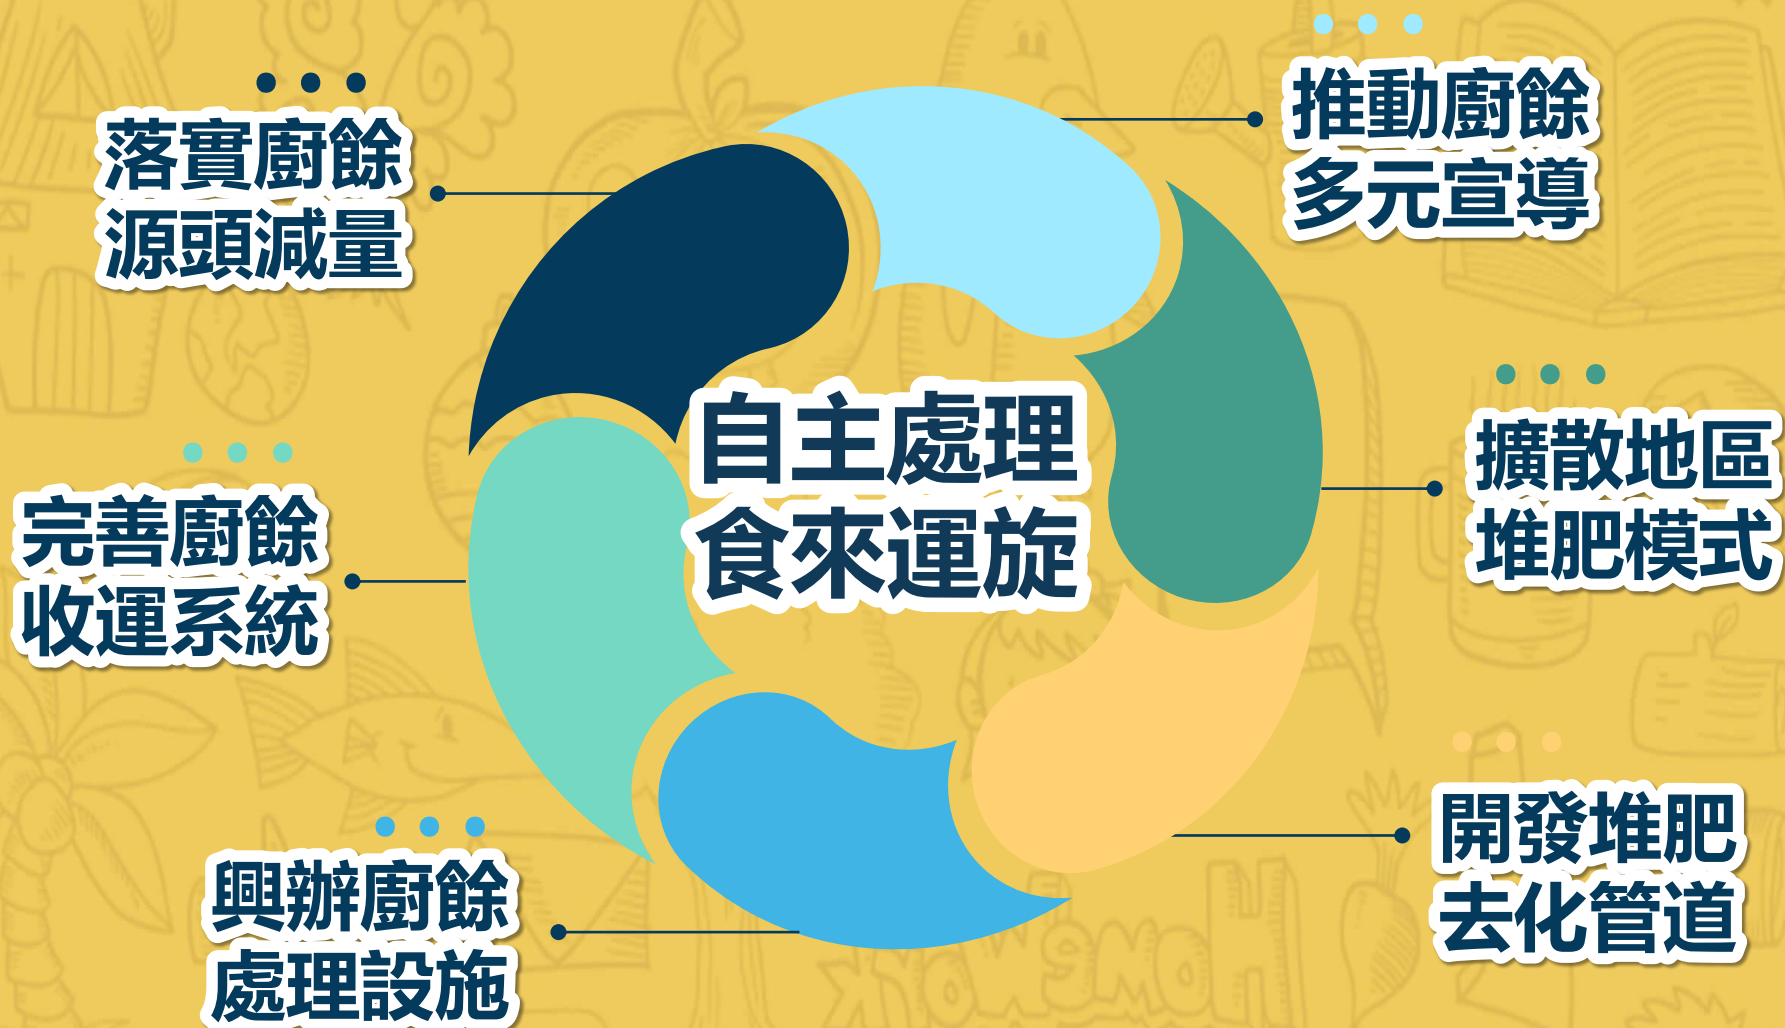 落實廚餘
源頭減量
推動廚餘
多元宣導
自主處理
食來運旋
擴散地區
堆肥模式
完善廚餘
收運系統
開發堆肥
去化管道
興辦廚餘
處理設施
HOMEWORK